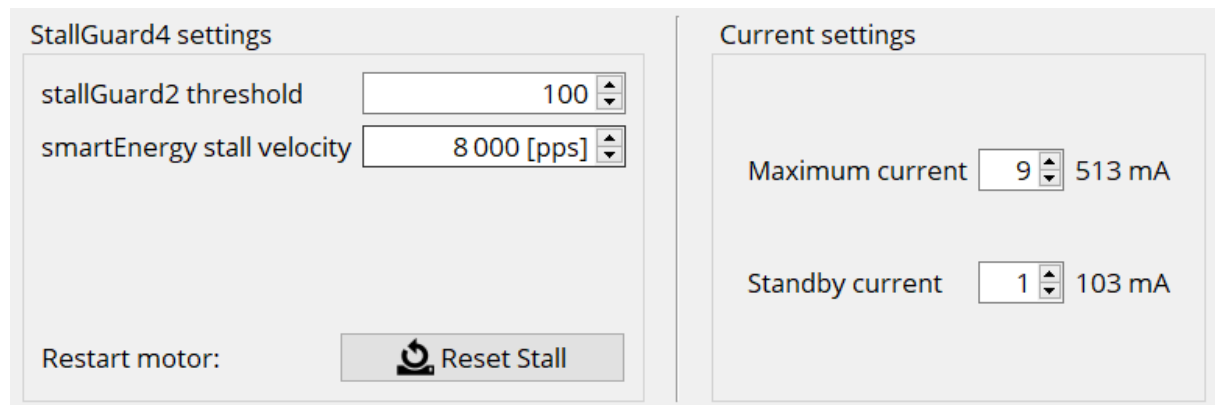 StallGuard4 settings
stallGuard2 threshold 100
smartEnergy stall velocity 8 000 [pps]
Restart motor: Reset Stall
Current settings
Maximum current 9 513 mA
Standby current 1 103 mA